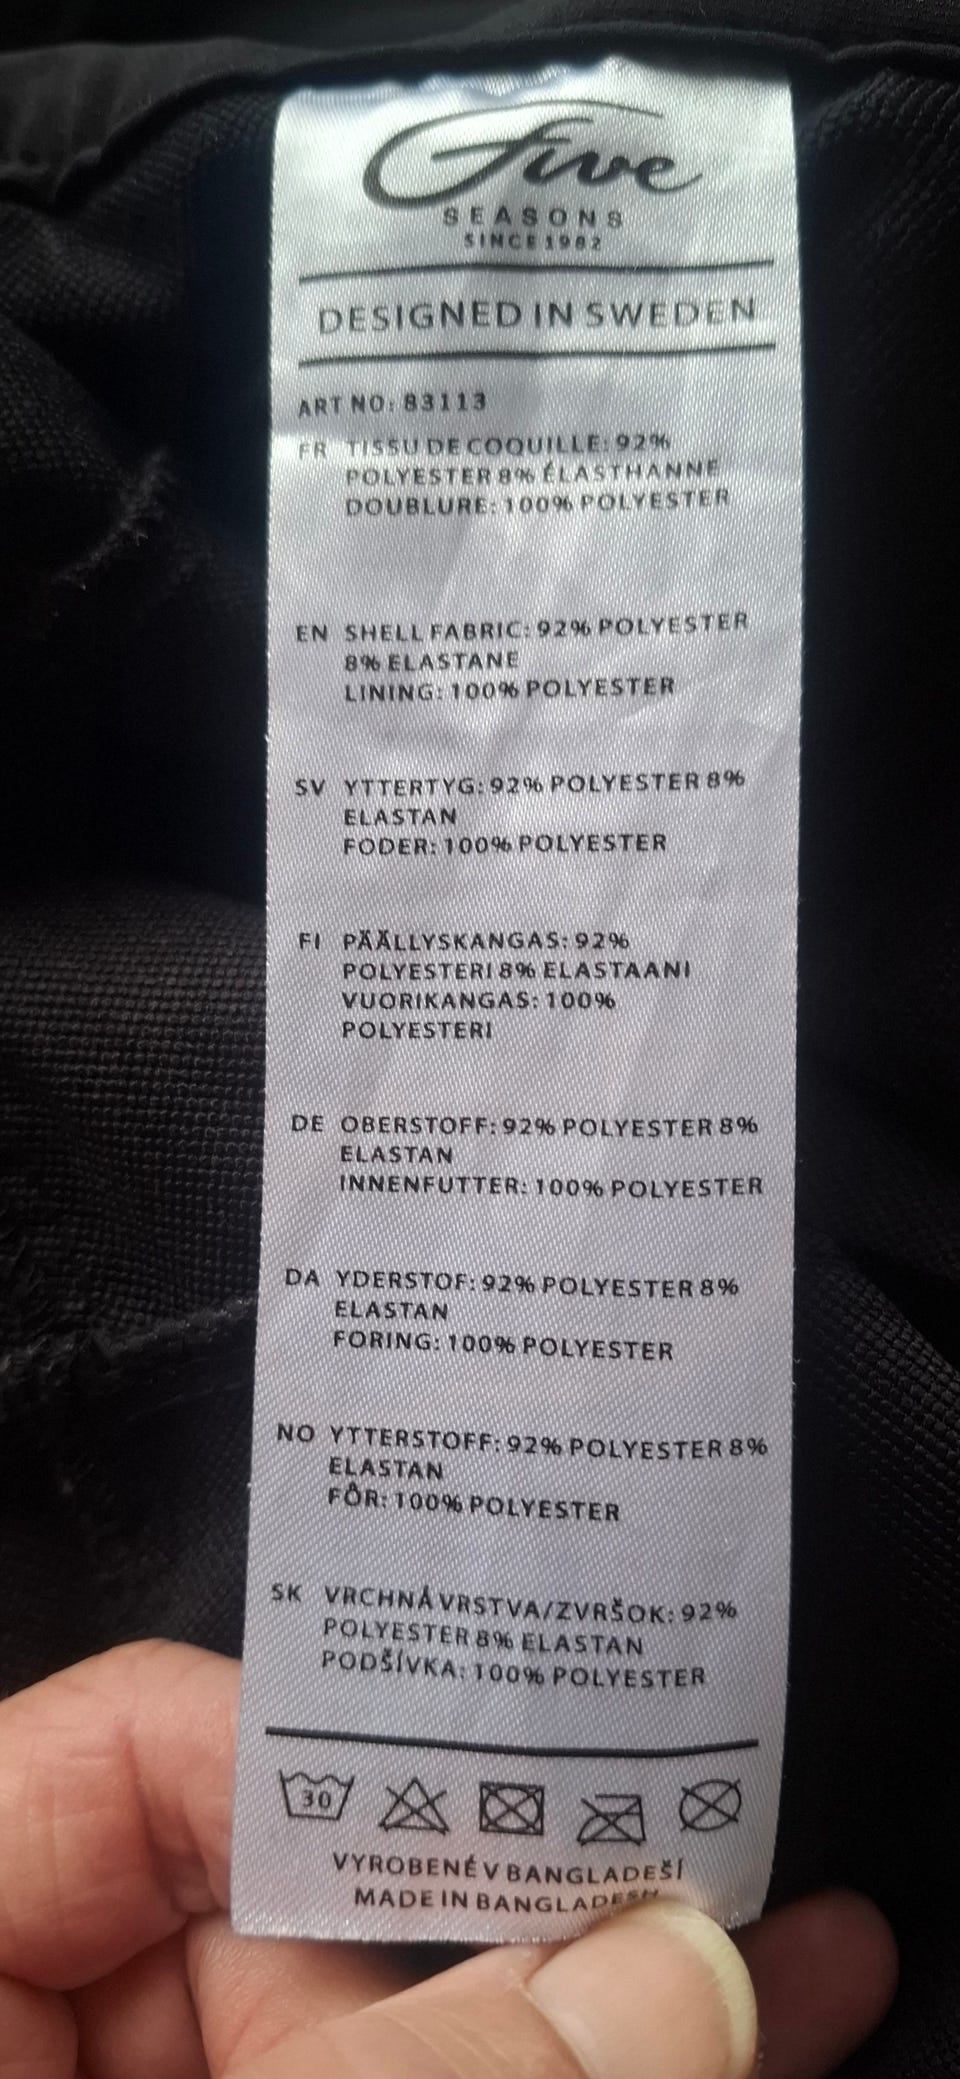 Five
SEASONS
SINCE 1982
DESIGNED IN SWEDEN
ART NO: 83113
FR TISSU DE COQUILLE: 92%
POLYESTER 8% ÉLASTHANNE
DOUBLURE: 100% POLYESTER
EN SHELL FABRIC: 92% POLYESTER
8% ELASTANE
LINING: 100% POLYESTER
SV YTTERTYG: 92% POLYESTER 8%
ELASTAN
FODER: 100% POLYESTER
FI PÄÄLLYSKANGAS: 92%
POLYESTERI 8% ELASTAANI
VUORIKANGAS: 100%
POLYESTERI
DE OBERSTOFF: 92% POLYESTER 8%
ELASTAN
INNENFUTTER: 100% POLYESTER
DA YDERSTOF: 92% POLYESTER 8%
ELASTAN
FORING: 100% POLYESTER
NO YTTERSTOFF: 92% POLYESTER 8%
ELASTAN
FÔR: 100% POLYESTER
SK VRCHNÁ VRSTVA/ZVRŠOK: 92%
POLYESTER 8% ELASTAN
PODŠÍVKA: 100% POLYESTER
30
VYROBENÉ V BANGLADEŠÍ
MADE IN BANGLADESH